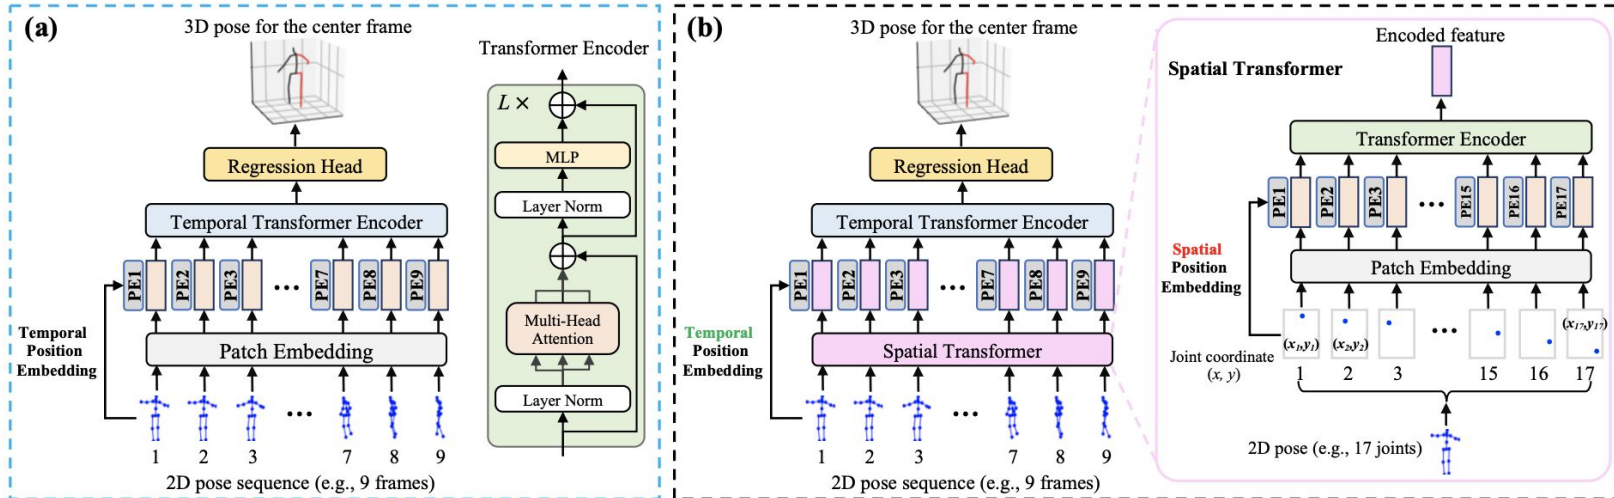 (a)
3D pose for the center frame
Regression Head
Temporal Transformer Encoder
PE1 PE2 PE3 ... PE7 PE8 PE9
Temporal
Position
Embedding
Patch Embedding
...
1 2 3 7 8 9
2D pose sequence (e.g., 9 frames)
Transformer Encoder
L ×
MLP
Layer Norm
Multi-Head
Attention
Layer Norm
(b)
3D pose for the center frame
Regression Head
Temporal Transformer Encoder
PE1 PE2 PE3 ... PE7 PE8 PE9
Temporal
Position
Embedding
Spatial Transformer
...
1 2 3 7 8 9
2D pose sequence (e.g., 9 frames)
Encoded feature
Spatial Transformer
Transformer Encoder
PE1 PE2 PE3 ... PE15 PE16 PE17
Spatial
Position
Embedding
Patch Embedding
(x1,y1) (x2,y2) ... (x17,y17)
Joint coordinate
(x, y)
1 2 3 15 16 17
2D pose (e.g., 17 joints)